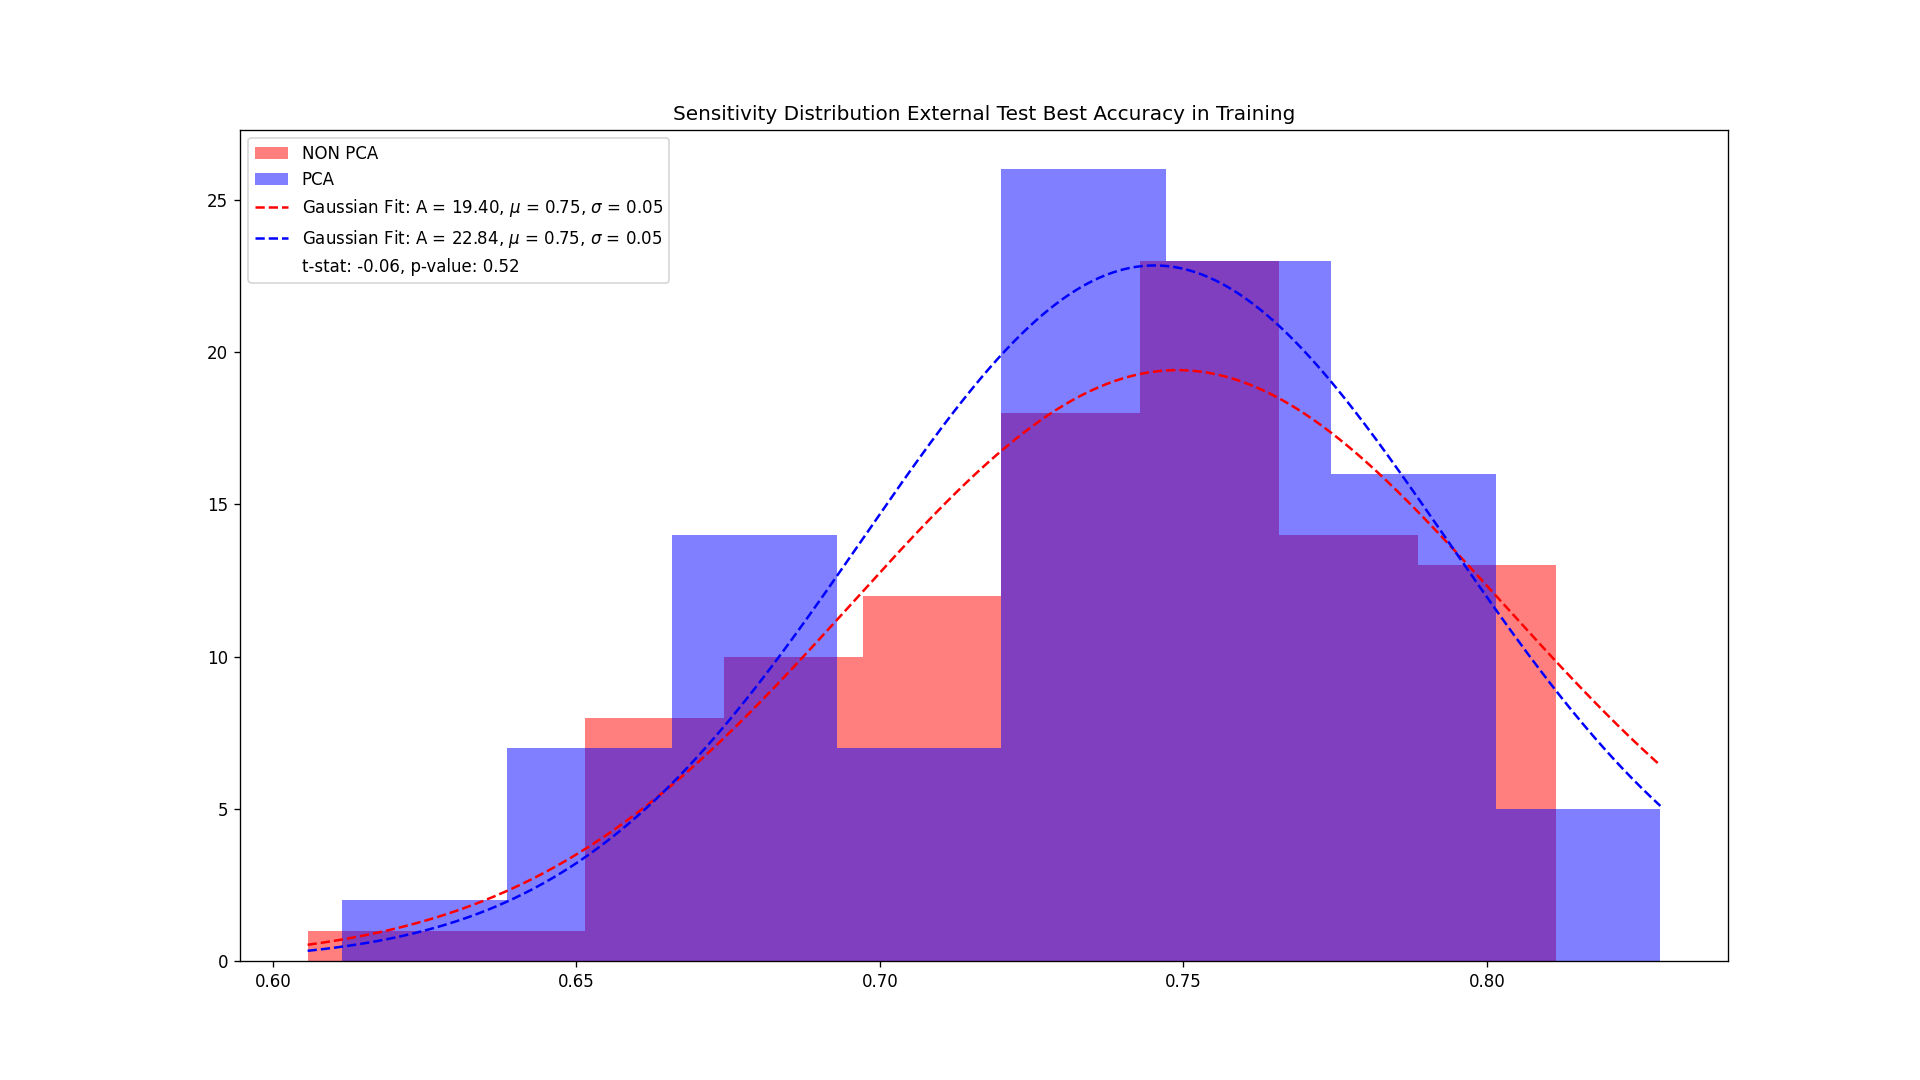 Sensitivity Distribution External Test Best Accuracy in Training
NON PCA
PCA
Gaussian Fit: A = 19.40, μ = 0.75, σ = 0.05
Gaussian Fit: A = 22.84, μ = 0.75, σ = 0.05
t-stat: -0.06, p-value: 0.52
25
20
15
10
5
0
0.60 0.65 0.70 0.75 0.80